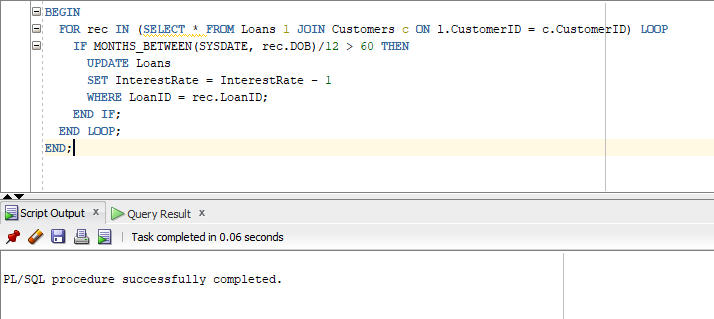 BEGIN
FOR rec IN (SELECT * FROM Loans l JOIN Customers c ON l.CustomerID = c.CustomerID) LOOP
IF MONTHS_BETWEEN(SYSDATE, rec.DOB)/12 > 60 THEN
UPDATE Loans
SET InterestRate = InterestRate - 1
WHERE LoanID = rec.LoanID;
END IF;
END LOOP;
END;
Script Output x Query Result x
Task completed in 0.06 seconds
PL/SQL procedure successfully completed.